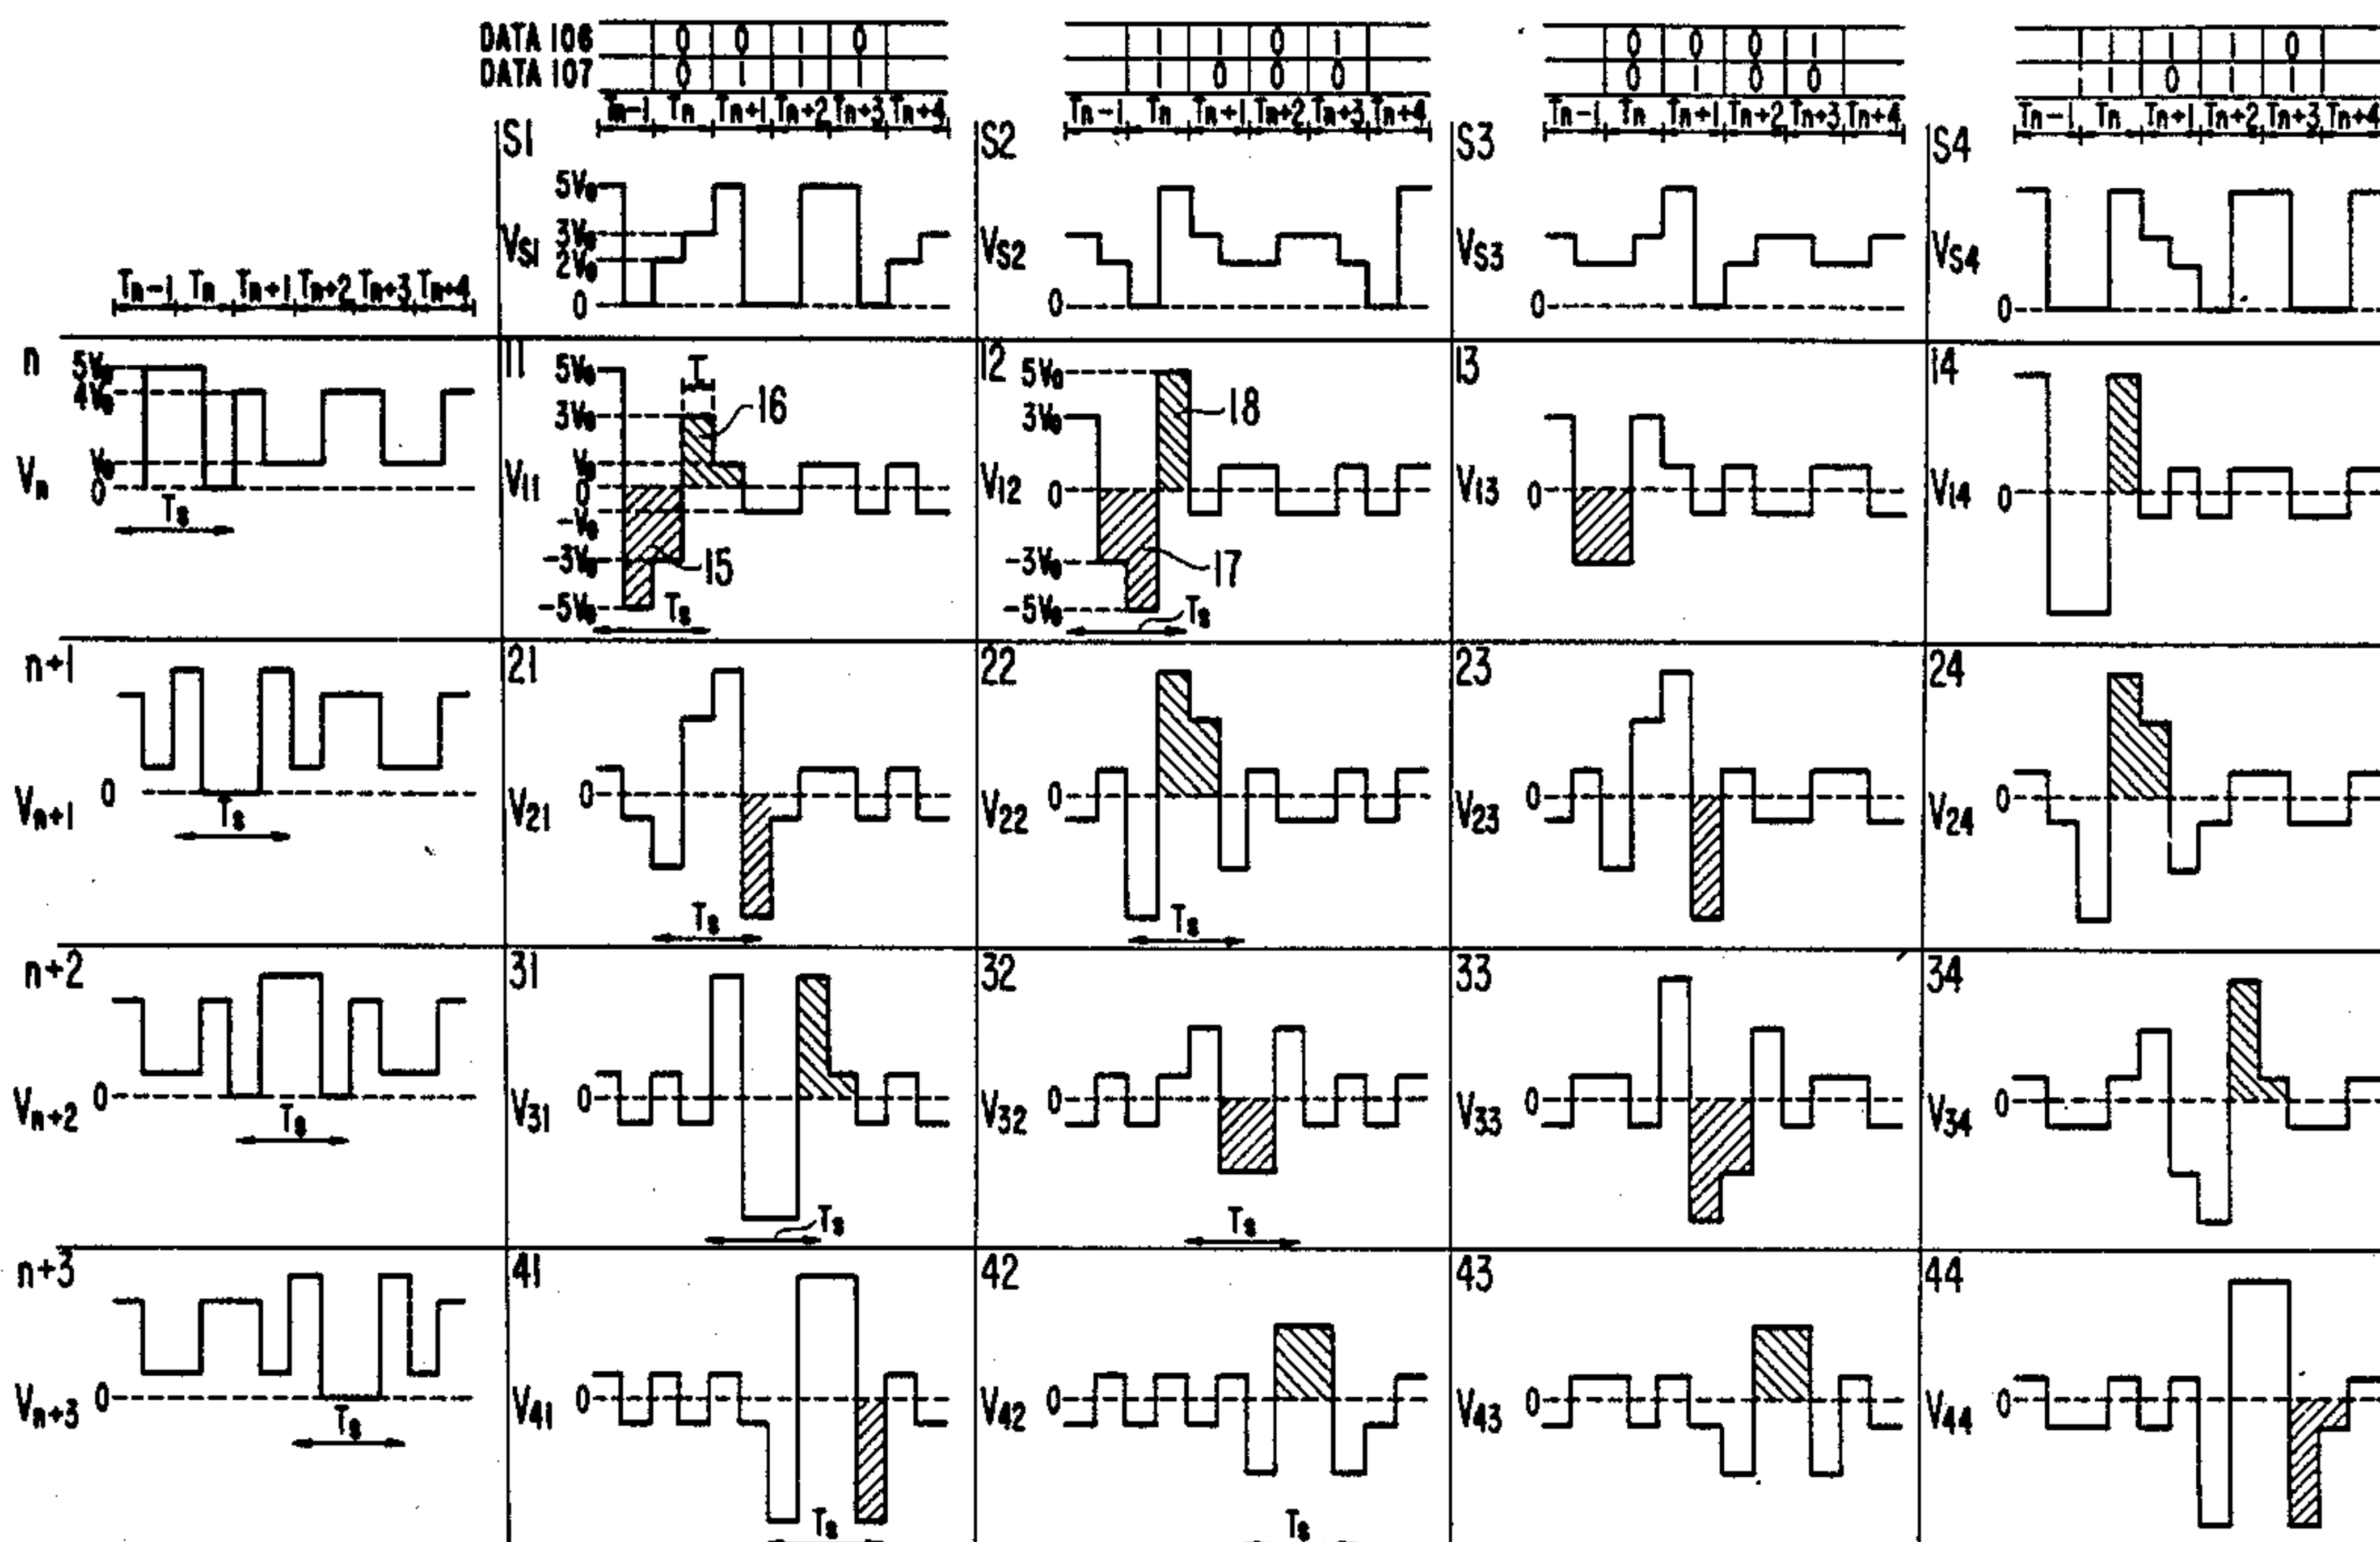 DATA 106 0 0 1 0 1 1 0 1 0 0 0 1 1 1 1 0
DATA 107 0 1 1 1 1 0 0 0 0 1 0 0 1 0 1 1
Tn-1 Tn Tn+1 Tn+2 Tn+3 Tn+4 Tn-1 Tn Tn+1 Tn+2 Tn+3 Tn+4 Tn-1 Tn Tn+1 Tn+2 Tn+3 Tn+4 Tn-1 Tn Tn+1 Tn+2 Tn+3 Tn+4
S1 S2 S3 S4
5V0
3V0
VS1 VS2 VS3 VS4
2V0
0 0 0 0
Tn-1 Tn Tn+1 Tn+2 Tn+3 Tn+4
n 11 12 13 14
5V0 5V0 T 5V0
4V0 3V0 16 3V0 18
V0 V0
Vn V11 V12 V13 V14
0 0 0 0 0
-V0
Ts -3V0 15 -3V0 17
-5V0 Ts -5V0 Ts
n+1 21 22 23 24
0 0 0 0 0
Vn+1 V21 V22 V23 V24
Ts Ts Ts
n+2 31 32 33 34
0 0 0 0 0
Vn+2 V31 V32 V33 V34
Ts Ts Ts
n+3 41 42 43 44
0 0 0 0 0
Vn+3 V41 V42 V43 V44
Ts Ts Ts